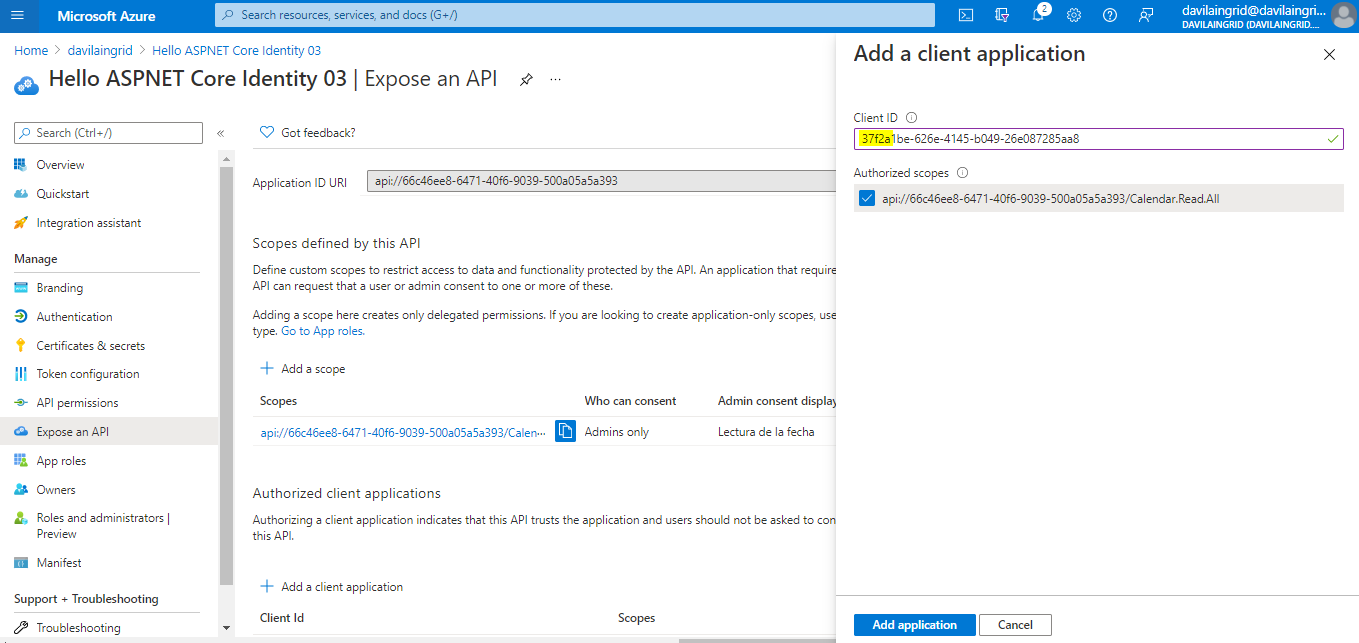 Microsoft Azure
Search resources, services, and docs (G+/)
2
davilaingrid@davilaingri...
DAVILAINGRID (DAVILAINGRID....
Home > davilaingrid > Hello ASPNET Core Identity 03
Hello ASPNET Core Identity 03 | Expose an API
...
Search (Ctrl+/)
«
Overview
Quickstart
Integration assistant
Manage
Branding
Authentication
Certificates & secrets
Token configuration
API permissions
Expose an API
App roles
Owners
Roles and administrators |
Preview
Manifest
Support + Troubleshooting
Troubleshooting
Got feedback?
Application ID URI
api://66c46ee8-6471-40f6-9039-500a05a5a393
Scopes defined by this API
Define custom scopes to restrict access to data and functionality protected by the API. An application that require
API can request that a user or admin consent to one or more of these.
Adding a scope here creates only delegated permissions. If you are looking to create application-only scopes, use
type. Go to App roles.
Add a scope
Scopes Who can consent Admin consent display
api://66c46ee8-6471-40f6-9039-500a05a5a393/Calen... Admins only Lectura de la fecha
Authorized client applications
Authorizing a client application indicates that this API trusts the application and users should not be asked to con
this API.
Add a client application
Client Id Scopes
Add a client application
Client ID
37f2a1be-626e-4145-b049-26e087285aa8
Authorized scopes
api://66c46ee8-6471-40f6-9039-500a05a5a393/Calendar.Read.All
Add application Cancel